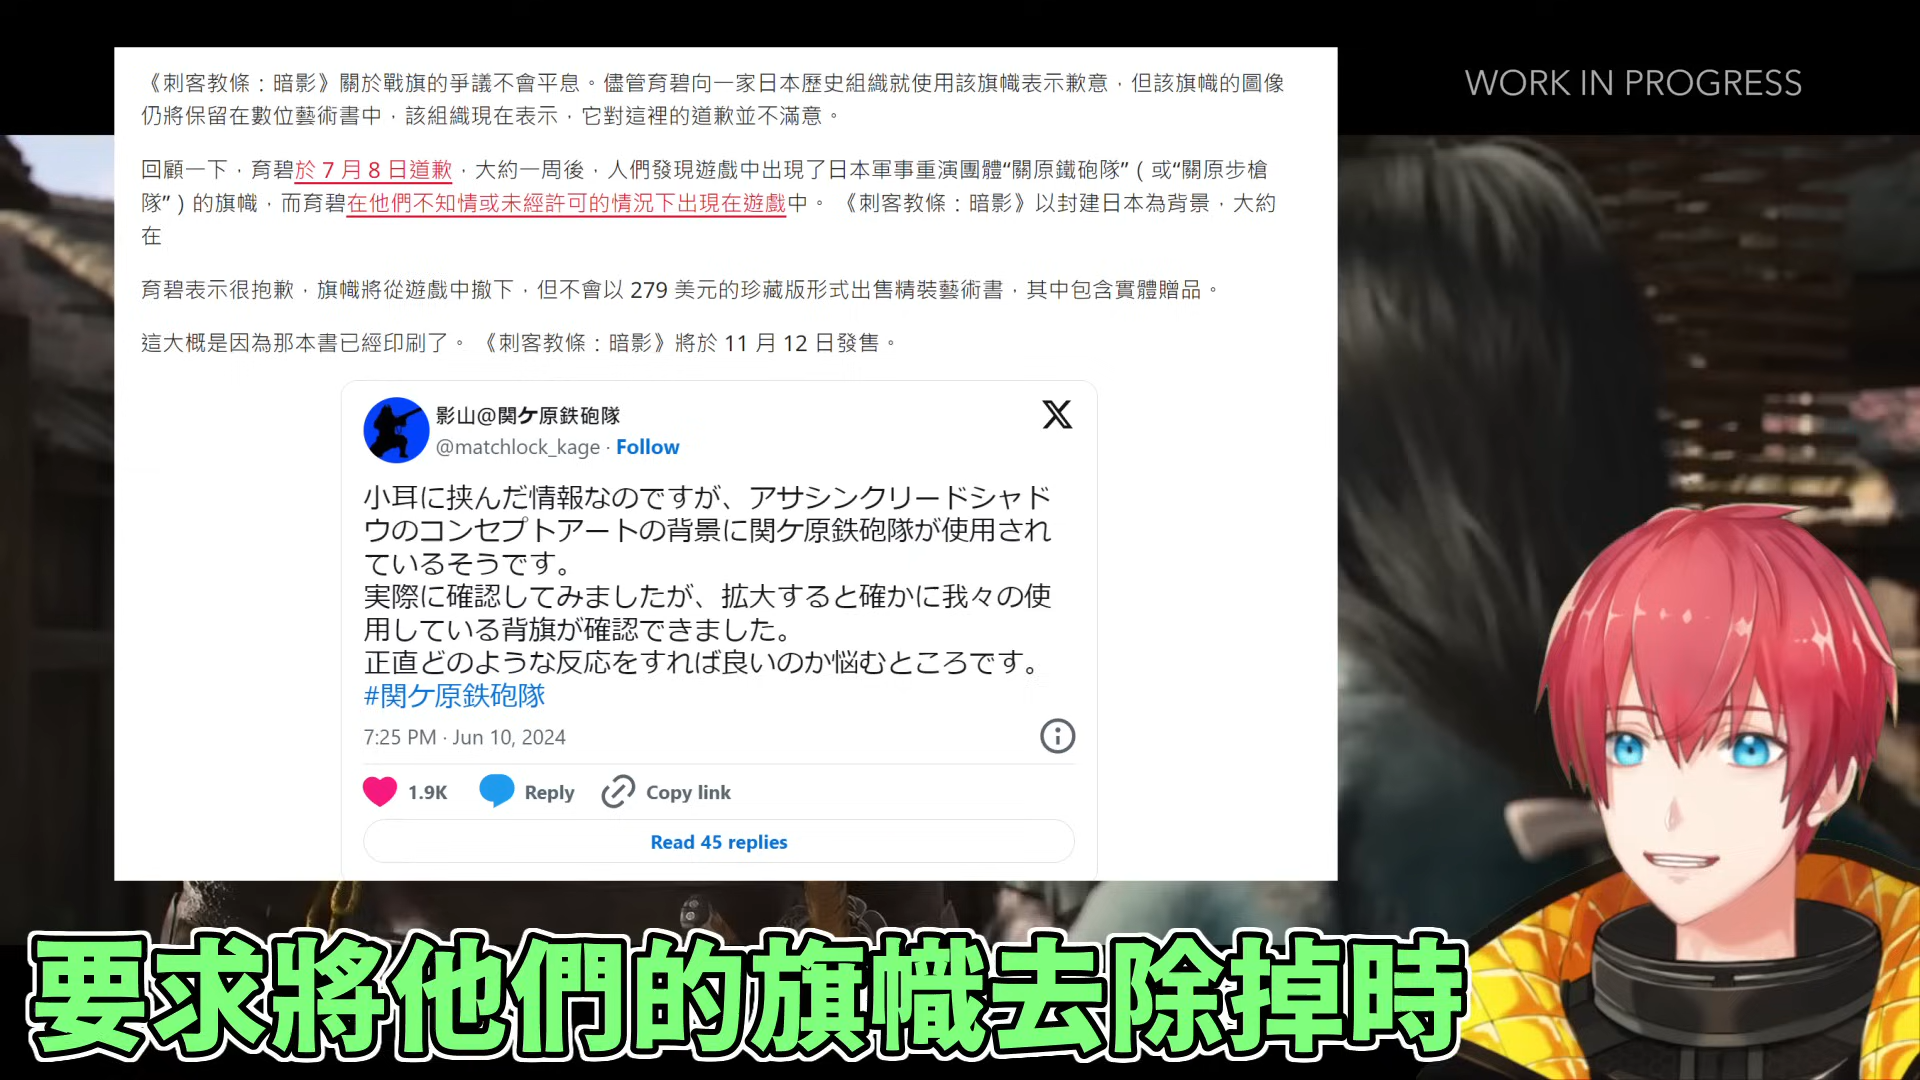 WORK IN PROGRESS
《刺客教條：暗影》關於戰旗的爭議不會平息。儘管育碧向一家日本歷史組織就使用該旗幟表示歉意，但該旗幟的圖像
仍將保留在數位藝術書中，該組織現在表示，它對這裡的道歉並不滿意。
回顧一下，育碧於 7 月 8 日道歉，大約一周後，人們發現遊戲中出現了日本軍事重演團體“關原鐵砲隊”（或“關原步槍
隊”）的旗幟，而育碧在他們不知情或未經許可的情況下出現在遊戲中。 《刺客教條：暗影》以封建日本為背景，大約
在
育碧表示很抱歉，旗幟將從遊戲中撤下，但不會以 279 美元的珍藏版形式出售精裝藝術書，其中包含實體贈品。
這大概是因為那本書已經印刷了。 《刺客教條：暗影》將於 11 月 12 日發售。
影山@関ケ原鉄砲隊
@matchlock_kage · Follow
小耳に挟んだ情報なのですが、アサシンクリードシャド
ウのコンセプトアートの背景に関ケ原鉄砲隊が使用され
ているそうです。
実際に確認してみましたが、拡大すると確かに我々の使
用している背旗が確認できました。
正直どのような反応をすれば良いのか悩むところです。
#関ケ原鉄砲隊
7:25 PM · Jun 10, 2024
1.9K Reply Copy link
Read 45 replies
要求將他們的旗幟去除掉時